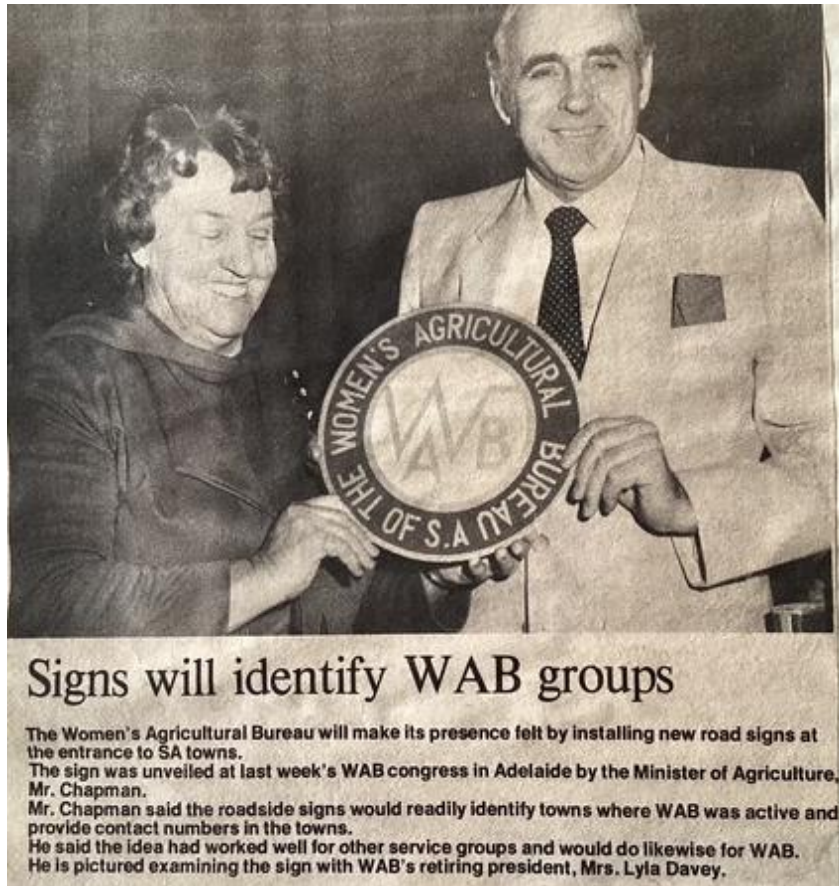 THE WOMEN'S AGRICULTURAL BUREAU OF S.A
WAB
Signs will identify WAB groups
The Women's Agricultural Bureau will make its presence felt by installing new road signs at
the entrance to SA towns.
The sign was unveiled at last week's WAB congress in Adelaide by the Minister of Agriculture,
Mr. Chapman.
Mr. Chapman said the roadside signs would readily identify towns where WAB was active and
provide contact numbers in the towns.
He said the idea had worked well for other service groups and would do likewise for WAB.
He is pictured examining the sign with WAB's retiring president, Mrs. Lyla Davey.